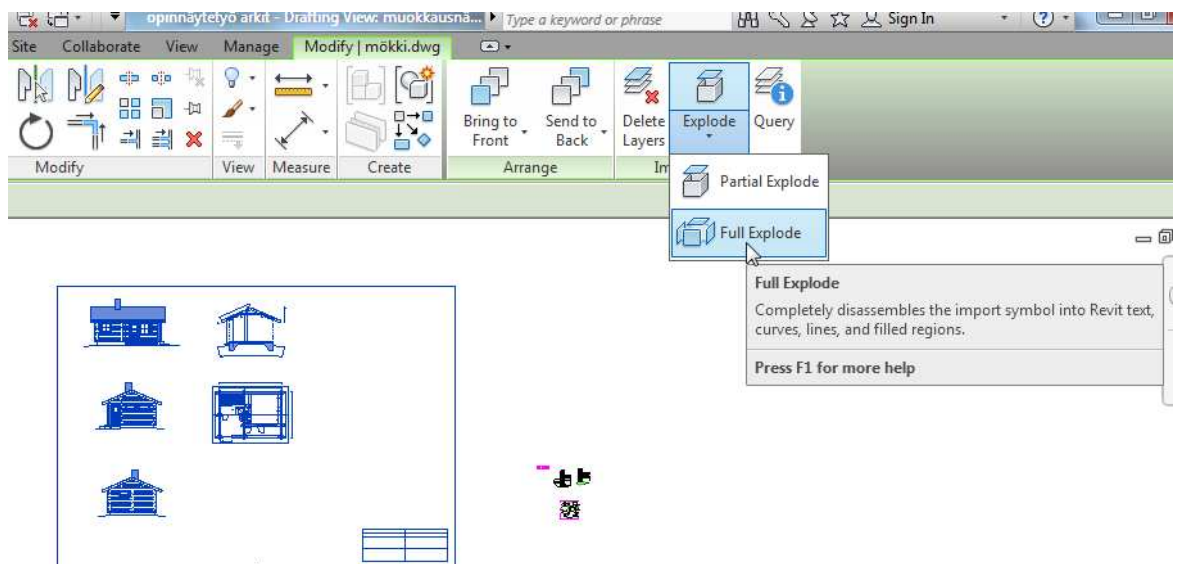 opinnäytetyö arkit - Drafting View: muokkausnä...
Type a keyword or phrase
Sign In
Site Collaborate View Manage Modify | mökki.dwg
Bring to Front
Send to Back
Delete Layers
Explode
Query
Modify View Measure Create Arrange Im
Partial Explode
Full Explode
Full Explode
Completely disassembles the import symbol into Revit text,
curves, lines, and filled regions.
Press F1 for more help